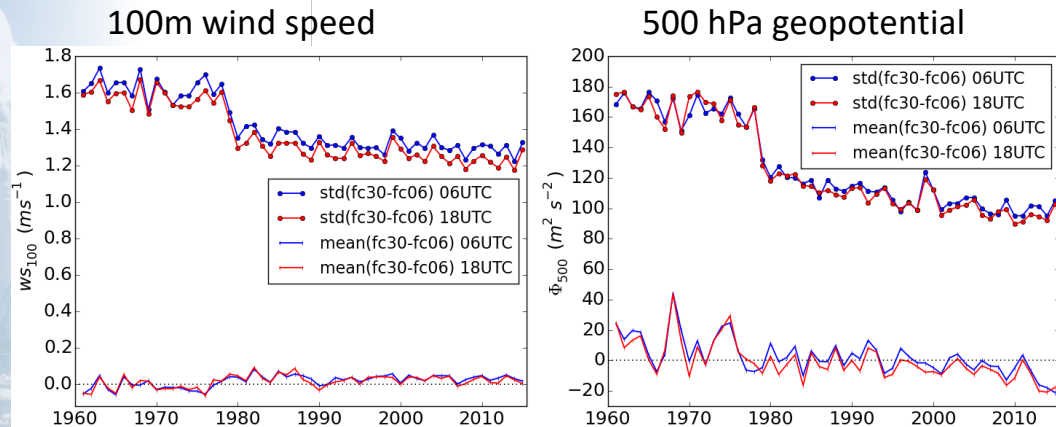 100m wind speed
500 hPa geopotential
1.8
1.6
1.4
1.2
1.0
0.8
0.6
0.4
0.2
0.0
ws100 (ms−1)
std(fc30-fc06) 06UTC
std(fc30-fc06) 18UTC
mean(fc30-fc06) 06UTC
mean(fc30-fc06) 18UTC
1960 1970 1980 1990 2000 2010
200
180
160
140
120
100
80
60
40
20
0
−20
Φ500 (m2 s−2)
std(fc30-fc06) 06UTC
std(fc30-fc06) 18UTC
mean(fc30-fc06) 06UTC
mean(fc30-fc06) 18UTC
1960 1970 1980 1990 2000 2010